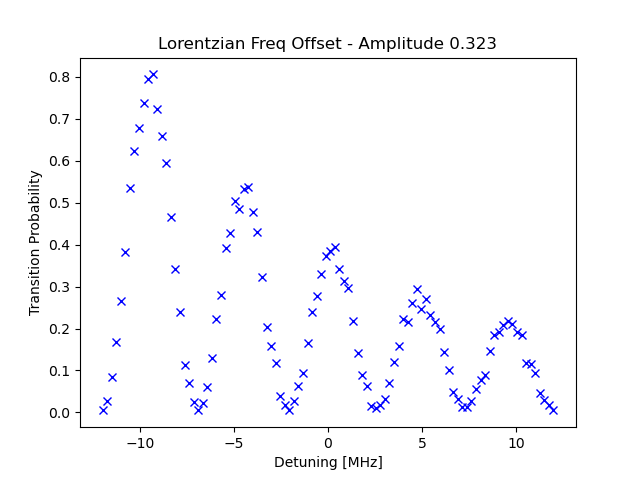 Lorentzian Freq Offset - Amplitude 0.323
Transition Probability
0.8
0.7
0.6
0.5
0.4
0.3
0.2
0.1
0.0
−10 −5 0 5 10
Detuning [MHz]